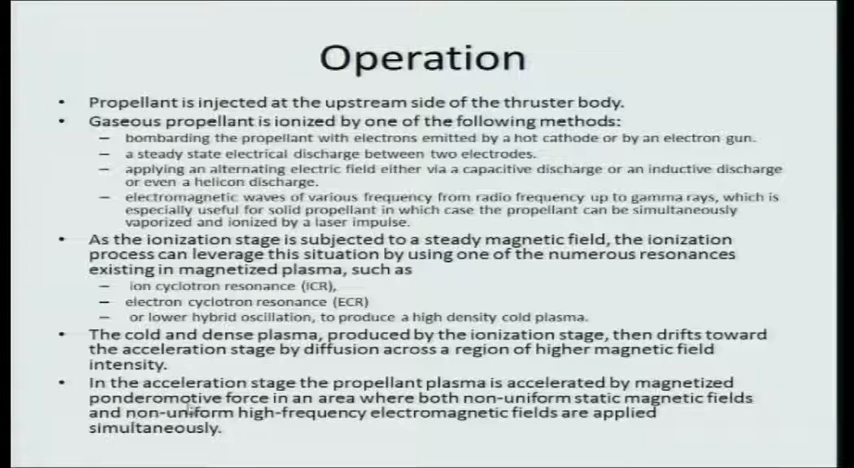 Operation
• Propellant is injected at the upstream side of the thruster body.
• Gaseous propellant is ionized by one of the following methods:
– bombarding the propellant with electrons emitted by a hot cathode or by an electron gun.
– a steady state electrical discharge between two electrodes.
– applying an alternating electric field either via a capacitive discharge or an inductive discharge
or even a helicon discharge.
– electromagnetic waves of various frequency from radio frequency up to gamma rays, which is
especially useful for solid propellant in which case the propellant can be simultaneously
vaporized and ionized by a laser impulse.
• As the ionization stage is subjected to a steady magnetic field, the ionization
process can leverage this situation by using one of the numerous resonances
existing in magnetized plasma, such as
– ion cyclotron resonance (ICR),
– electron cyclotron resonance (ECR)
– or lower hybrid oscillation, to produce a high density cold plasma.
• The cold and dense plasma, produced by the ionization stage, then drifts toward
the acceleration stage by diffusion across a region of higher magnetic field
intensity.
• In the acceleration stage the propellant plasma is accelerated by magnetized
ponderomotive force in an area where both non-uniform static magnetic fields
and non-uniform high-frequency electromagnetic fields are applied
simultaneously.